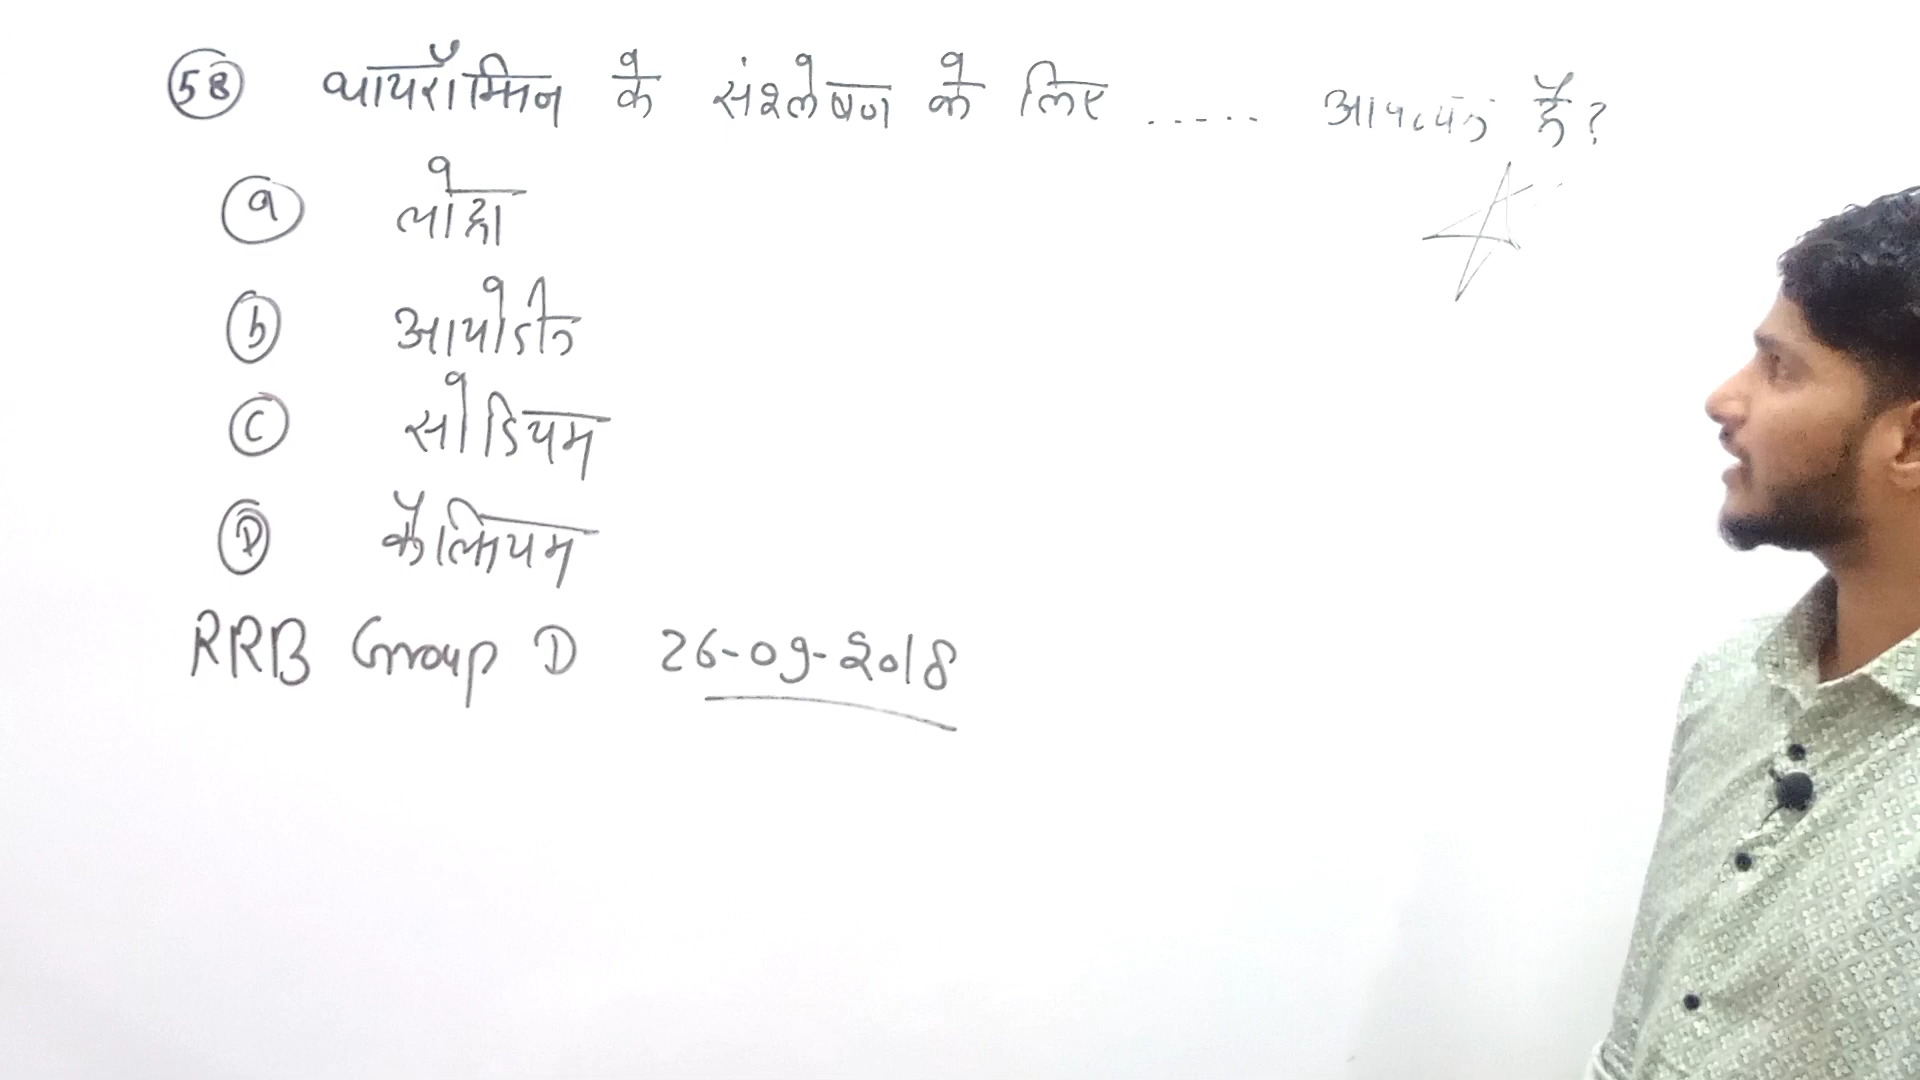 58 थायरॉक्सिन के संश्लेषण के लिए ..... आवश्यक है?
a लोहा
b आयोडीन
c सोडियम
D कैल्सियम
RRB Group D 26-09-2018